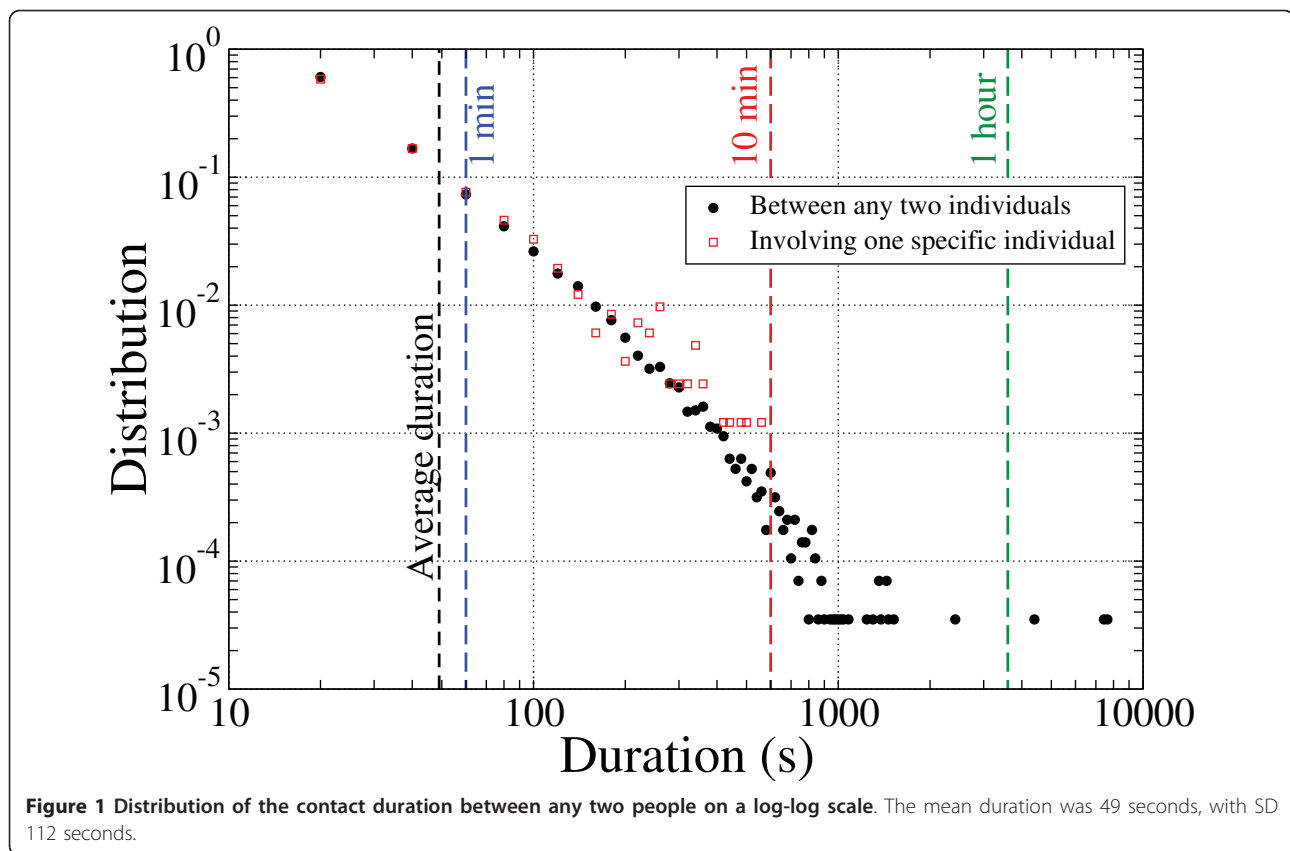 10^0
10^-1
10^-2
10^-3
10^-4
10^-5
Distribution
Average duration
1 min
10 min
1 hour
Between any two individuals
Involving one specific individual
10
100
1000
10000
Duration (s)
Figure 1 Distribution of the contact duration between any two people on a log-log scale. The mean duration was 49 seconds, with SD
112 seconds.